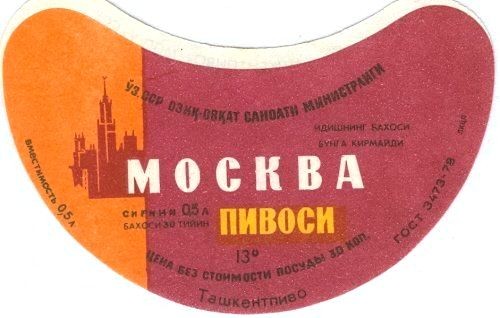 ЎЗ.ССР ОЗИҚ-ОВҚАТ САНОАТИ МИНИСТРЛИГИ
ИДИШНИНГ БАХОСИ
БУНГА КИРМАЙДИ
МОСКВА
ВМЕСТИМОСТЬ 0,5Л
СИҒИМИ 0,5 Л
БАХОСИ 30 ТИЙИН
ПИВОСИ
13°
ГОСТ 3473-78
ЦЕНА БЕЗ СТОИМОСТИ ПОСУДЫ 30 КОП.
Ташкентпиво